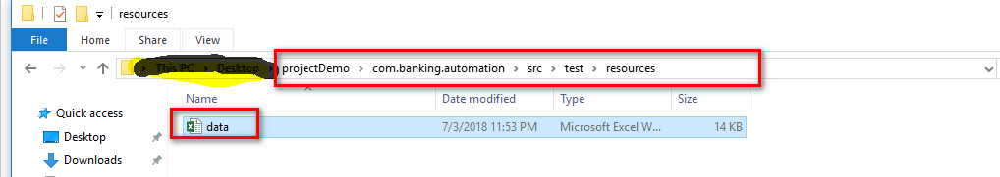 resources
File Home Share View
This PC Desktop projectDemo com.banking.automation src test resources
Name Date modified Type Size
Quick access
data 7/3/2018 11:53 PM Microsoft Excel W... 14 KB
Desktop
Downloads